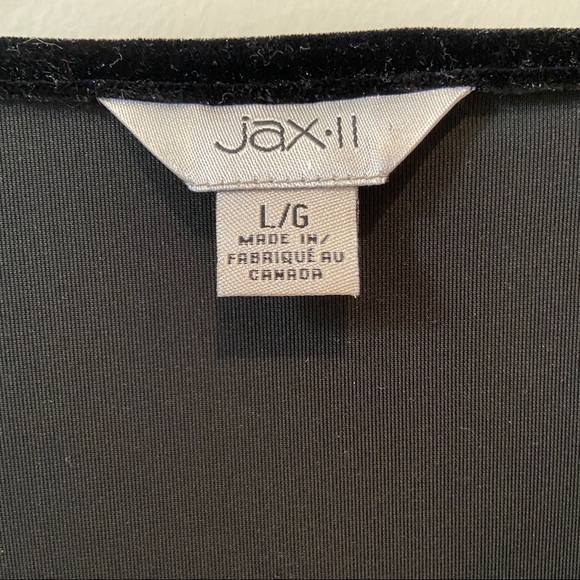 jax·II
L/G
MADE IN/
FABRIQUÉ AU
CANADA